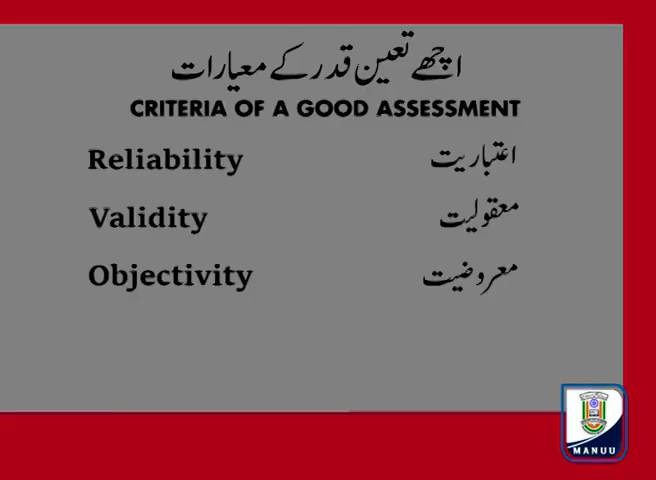 اچھے تعین قدر کے معیارات
CRITERIA OF A GOOD ASSESSMENT
Reliability اعتباریت
Validity معقولیت
Objectivity معروضیت
MANUU